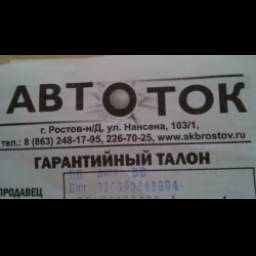 АВТОТОК
г. Ростов-н/Д, ул. Нансена, 103/1,
тел.: 8 (863) 248-17-95, 226-70-25, www.akbrostov.ru
ГАРАНТИЙНЫЙ ТАЛОН
ПРОДАВЕЦ